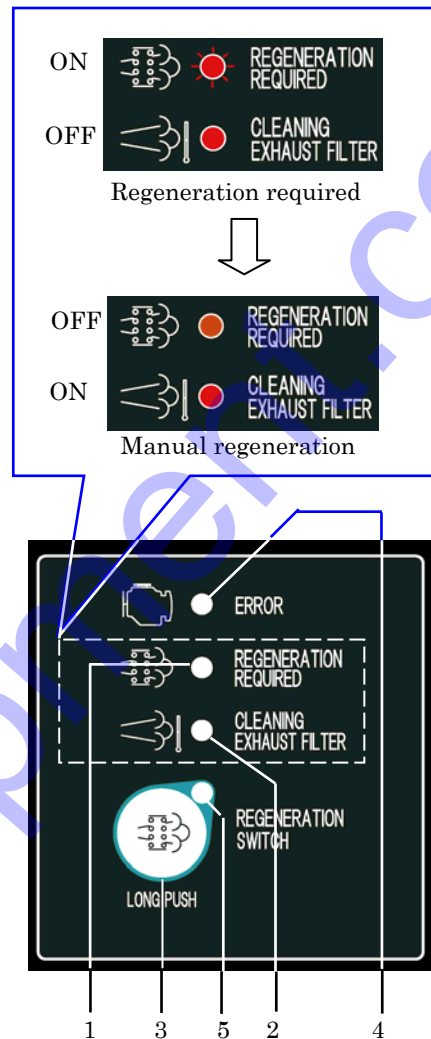 ON
REGENERATION
REQUIRED
OFF
CLEANING
EXHAUST FILTER
Regeneration required
OFF
REGENERATION
REQUIRED
ON
CLEANING
EXHAUST FILTER
Manual regeneration
ERROR
REGENERATION
REQUIRED
CLEANING
EXHAUST FILTER
REGENERATION
SWITCH
LONG PUSH
1 3 5 2 4